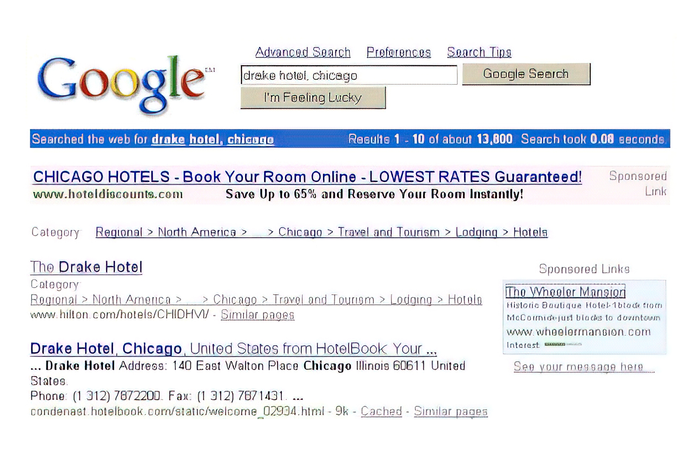 Advanced Search Preferences Search Tips
Google™
drake hotel, chicago Google Search
I'm Feeling Lucky
Searched the web for drake hotel, chicago. Results 1 - 10 of about 13,800. Search took 0.08 seconds.
CHICAGO HOTELS - Book Your Room Online - LOWEST RATES Guaranteed! Sponsored
www.hoteldiscounts.com Save Up to 65% and Reserve Your Room Instantly! Link
Category Regional > North America > ... > Chicago > Travel and Tourism > Lodging > Hotels
The Drake Hotel
Category
Regional > North America > ... > Chicago > Travel and Tourism > Lodging > Hotels
www.hilton.com/hotels/CHIDHVI/ - Similar pages
Drake Hotel, Chicago, United States from HotelBook: Your ...
... Drake Hotel Address: 140 East Walton Place Chicago Illinois 60611 United
States.
Phone: (1 312) 7872200. Fax: (1 312) 7871431. ...
condenast.hotelbook.com/static/welcome_02934.html - 9k - Cached - Similar pages
Sponsored Links
The Wheeler Mansion
Historic Boutique Hotel-1block from
McCormick-just blocks to downtown
www.wheelermansion.com
Interest:
See your message here...